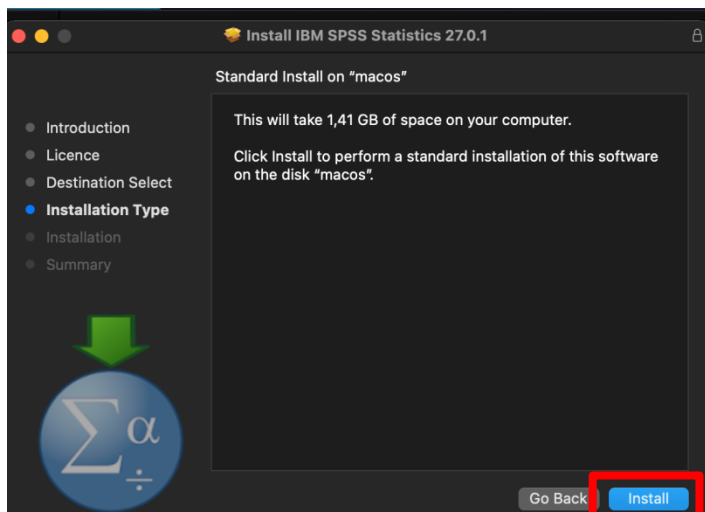 Install IBM SPSS Statistics 27.0.1
Standard Install on “macos”
Introduction
Licence
Destination Select
Installation Type
Installation
Summary
This will take 1,41 GB of space on your computer.
Click Install to perform a standard installation of this software
on the disk “macos”.
Σ α ÷
Go Back
Install